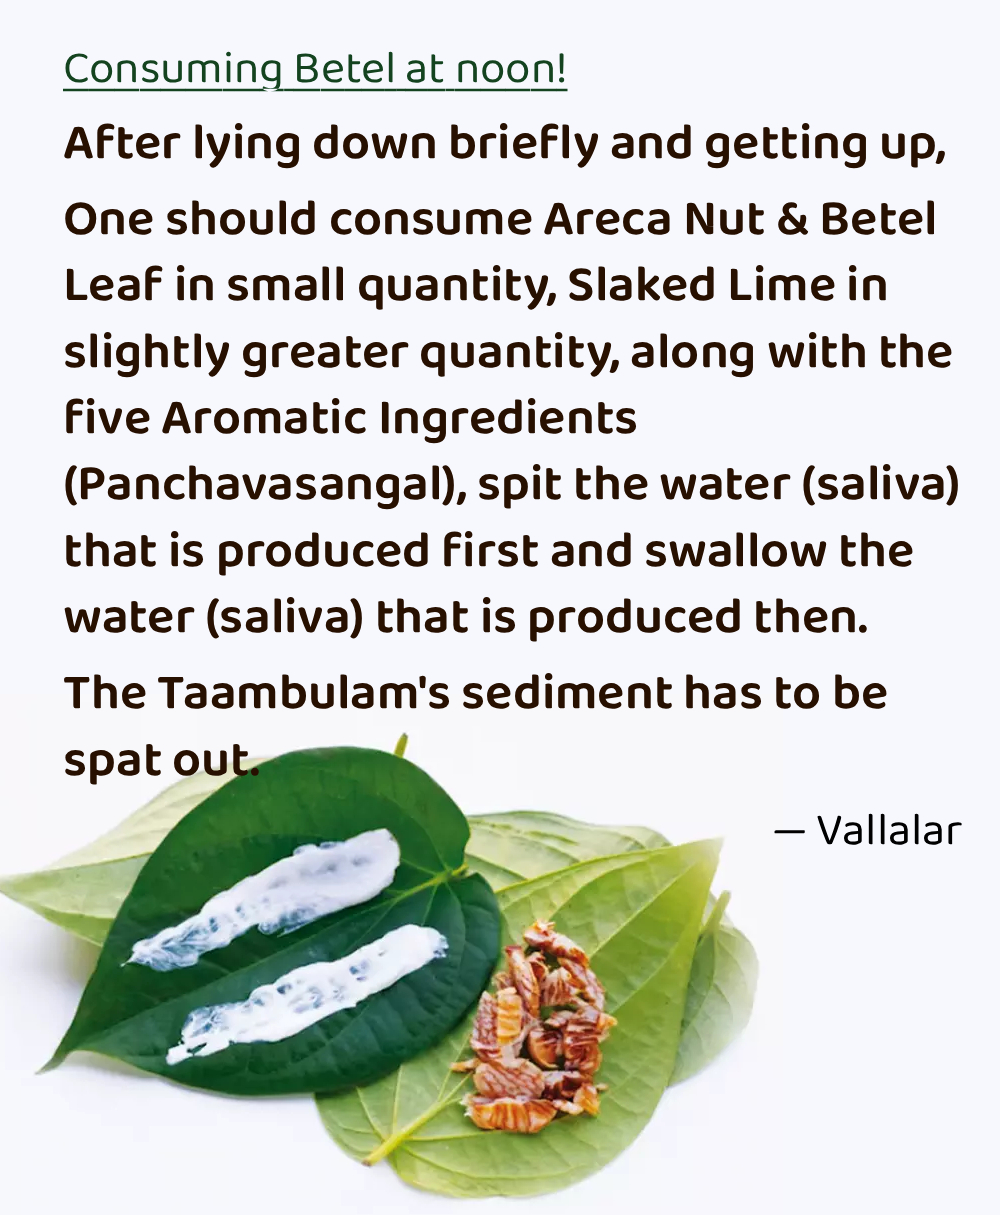 Consuming Betel at noon!
After lying down briefly and getting up,
One should consume Areca Nut & Betel
Leaf in small quantity, Slaked Lime in
slightly greater quantity, along with the
five Aromatic Ingredients
(Panchavasangal), spit the water (saliva)
that is produced first and swallow the
water (saliva) that is produced then.
The Taambulam's sediment has to be
spat out.
— Vallalar